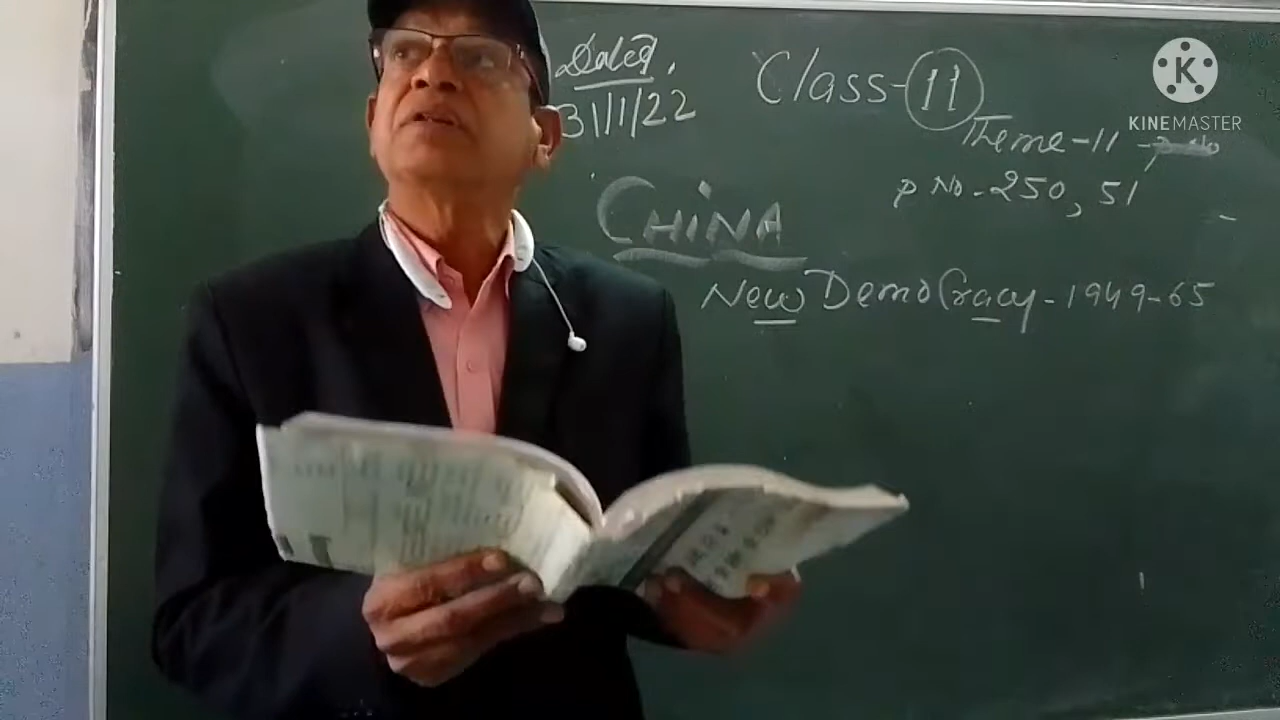 Dated.
31/1/22
Class-11
Theme-11
P No-250, 51
CHINA
New Democracy-1949-65
K
KINEMASTER